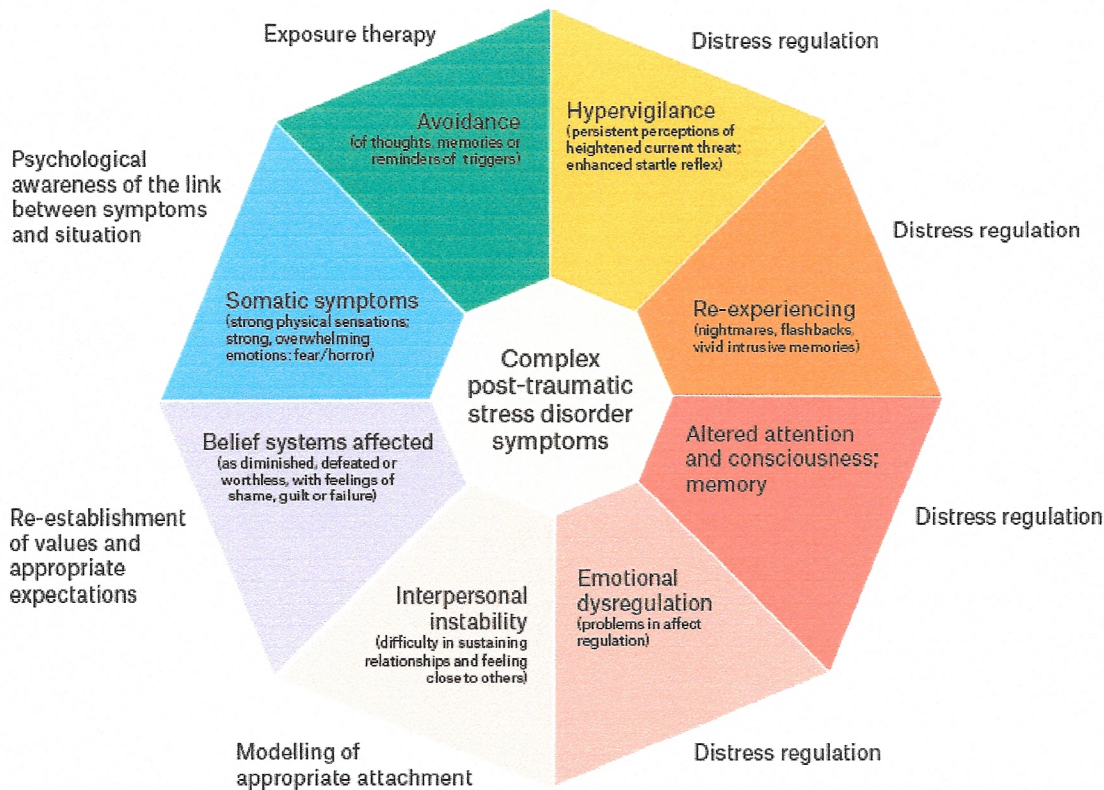 Exposure therapy
Distress regulation
Avoidance
(of thoughts, memories or
reminders of triggers)
Hypervigilance
(persistent perceptions of
heightened current threat;
enhanced startle reflex)
Psychological
awareness of the link
between symptoms
and situation
Distress regulation
Somatic symptoms
(strong physical sensations;
strong, overwhelming
emotions: fear/horror)
Re-experiencing
(nightmares, flashbacks,
vivid intrusive memories)
Complex
post-traumatic
stress disorder
symptoms
Belief systems affected
(as diminished, defeated or
worthless, with feelings of
shame, guilt or failure)
Altered attention
and consciousness;
memory
Re-establishment
of values and
appropriate
expectations
Distress regulation
Interpersonal
instability
(difficulty in sustaining
relationships and feeling
close to others)
Emotional
dysregulation
(problems in affect
regulation)
Modelling of
appropriate attachment
Distress regulation